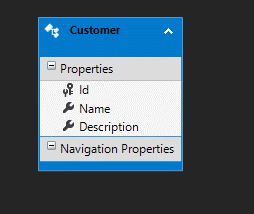 Customer
Properties
Id
Name
Description
Navigation Properties